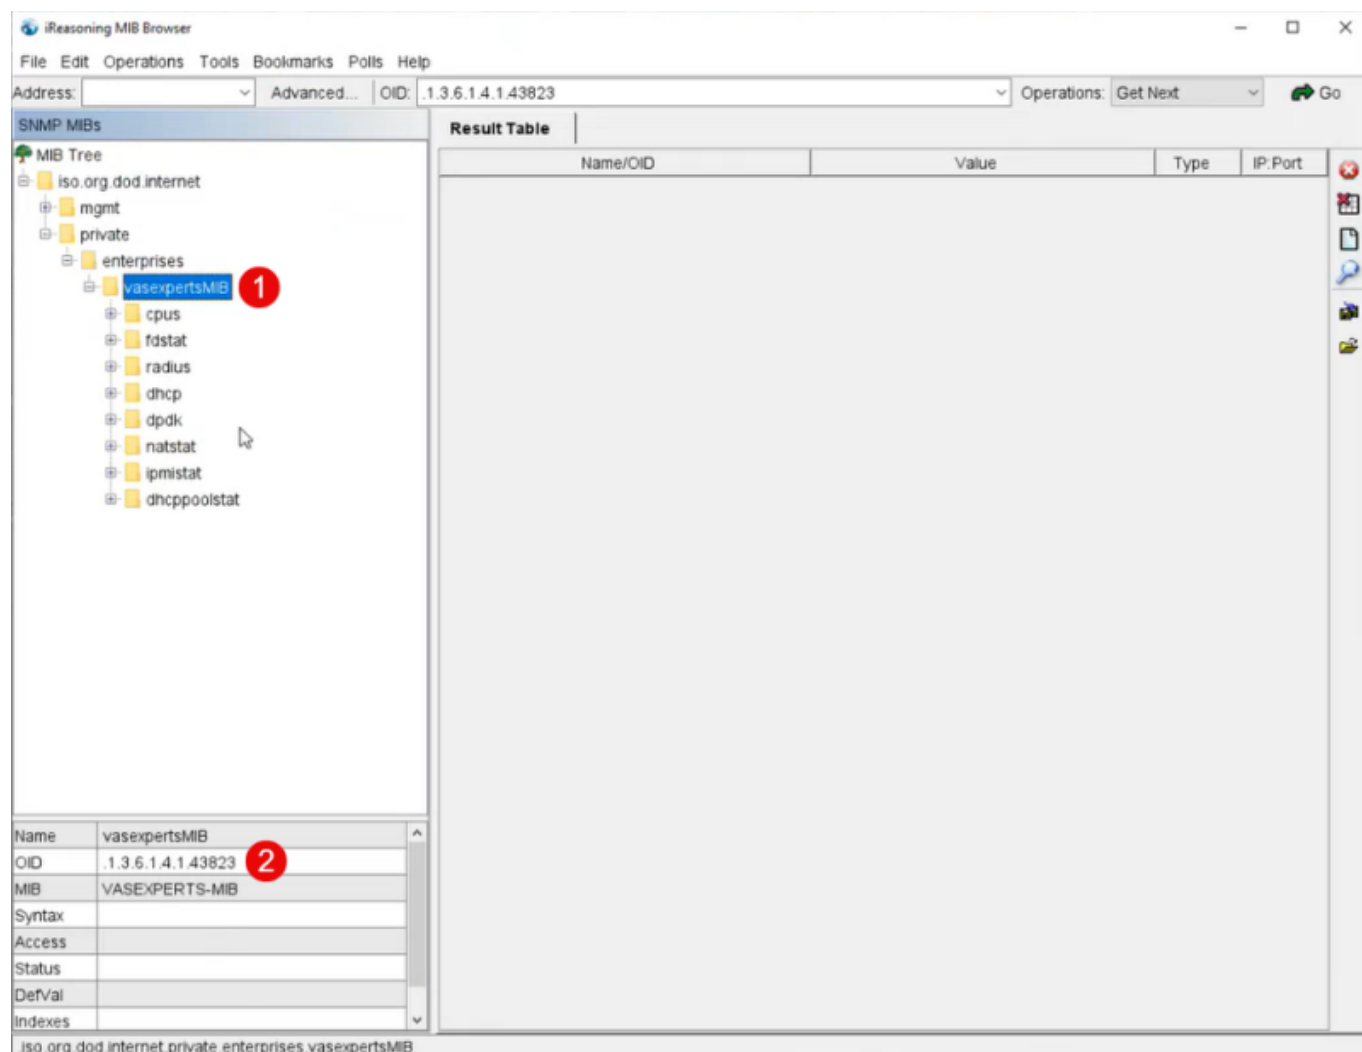 iReasoning MIB Browser
File Edit Operations Tools Bookmarks Polls Help
Address: Advanced... OID: .1.3.6.1.4.1.43823 Operations: Get Next Go
SNMP MIBs
Result Table
MIB Tree
Name/OID Value Type IP:Port
iso.org.dod.internet
mgmt
private
enterprises
vasexpertsMIB 1
cpus
fdstat
radius
dhcp
dpdk
natstat
ipmistat
dhcppoolstat
Name vasexpertsMIB
OID .1.3.6.1.4.1.43823 2
MIB VASEXPERTS-MIB
Syntax
Access
Status
DefVal
Indexes
.iso.org.dod.internet.private.enterprises.vasexpertsMIB